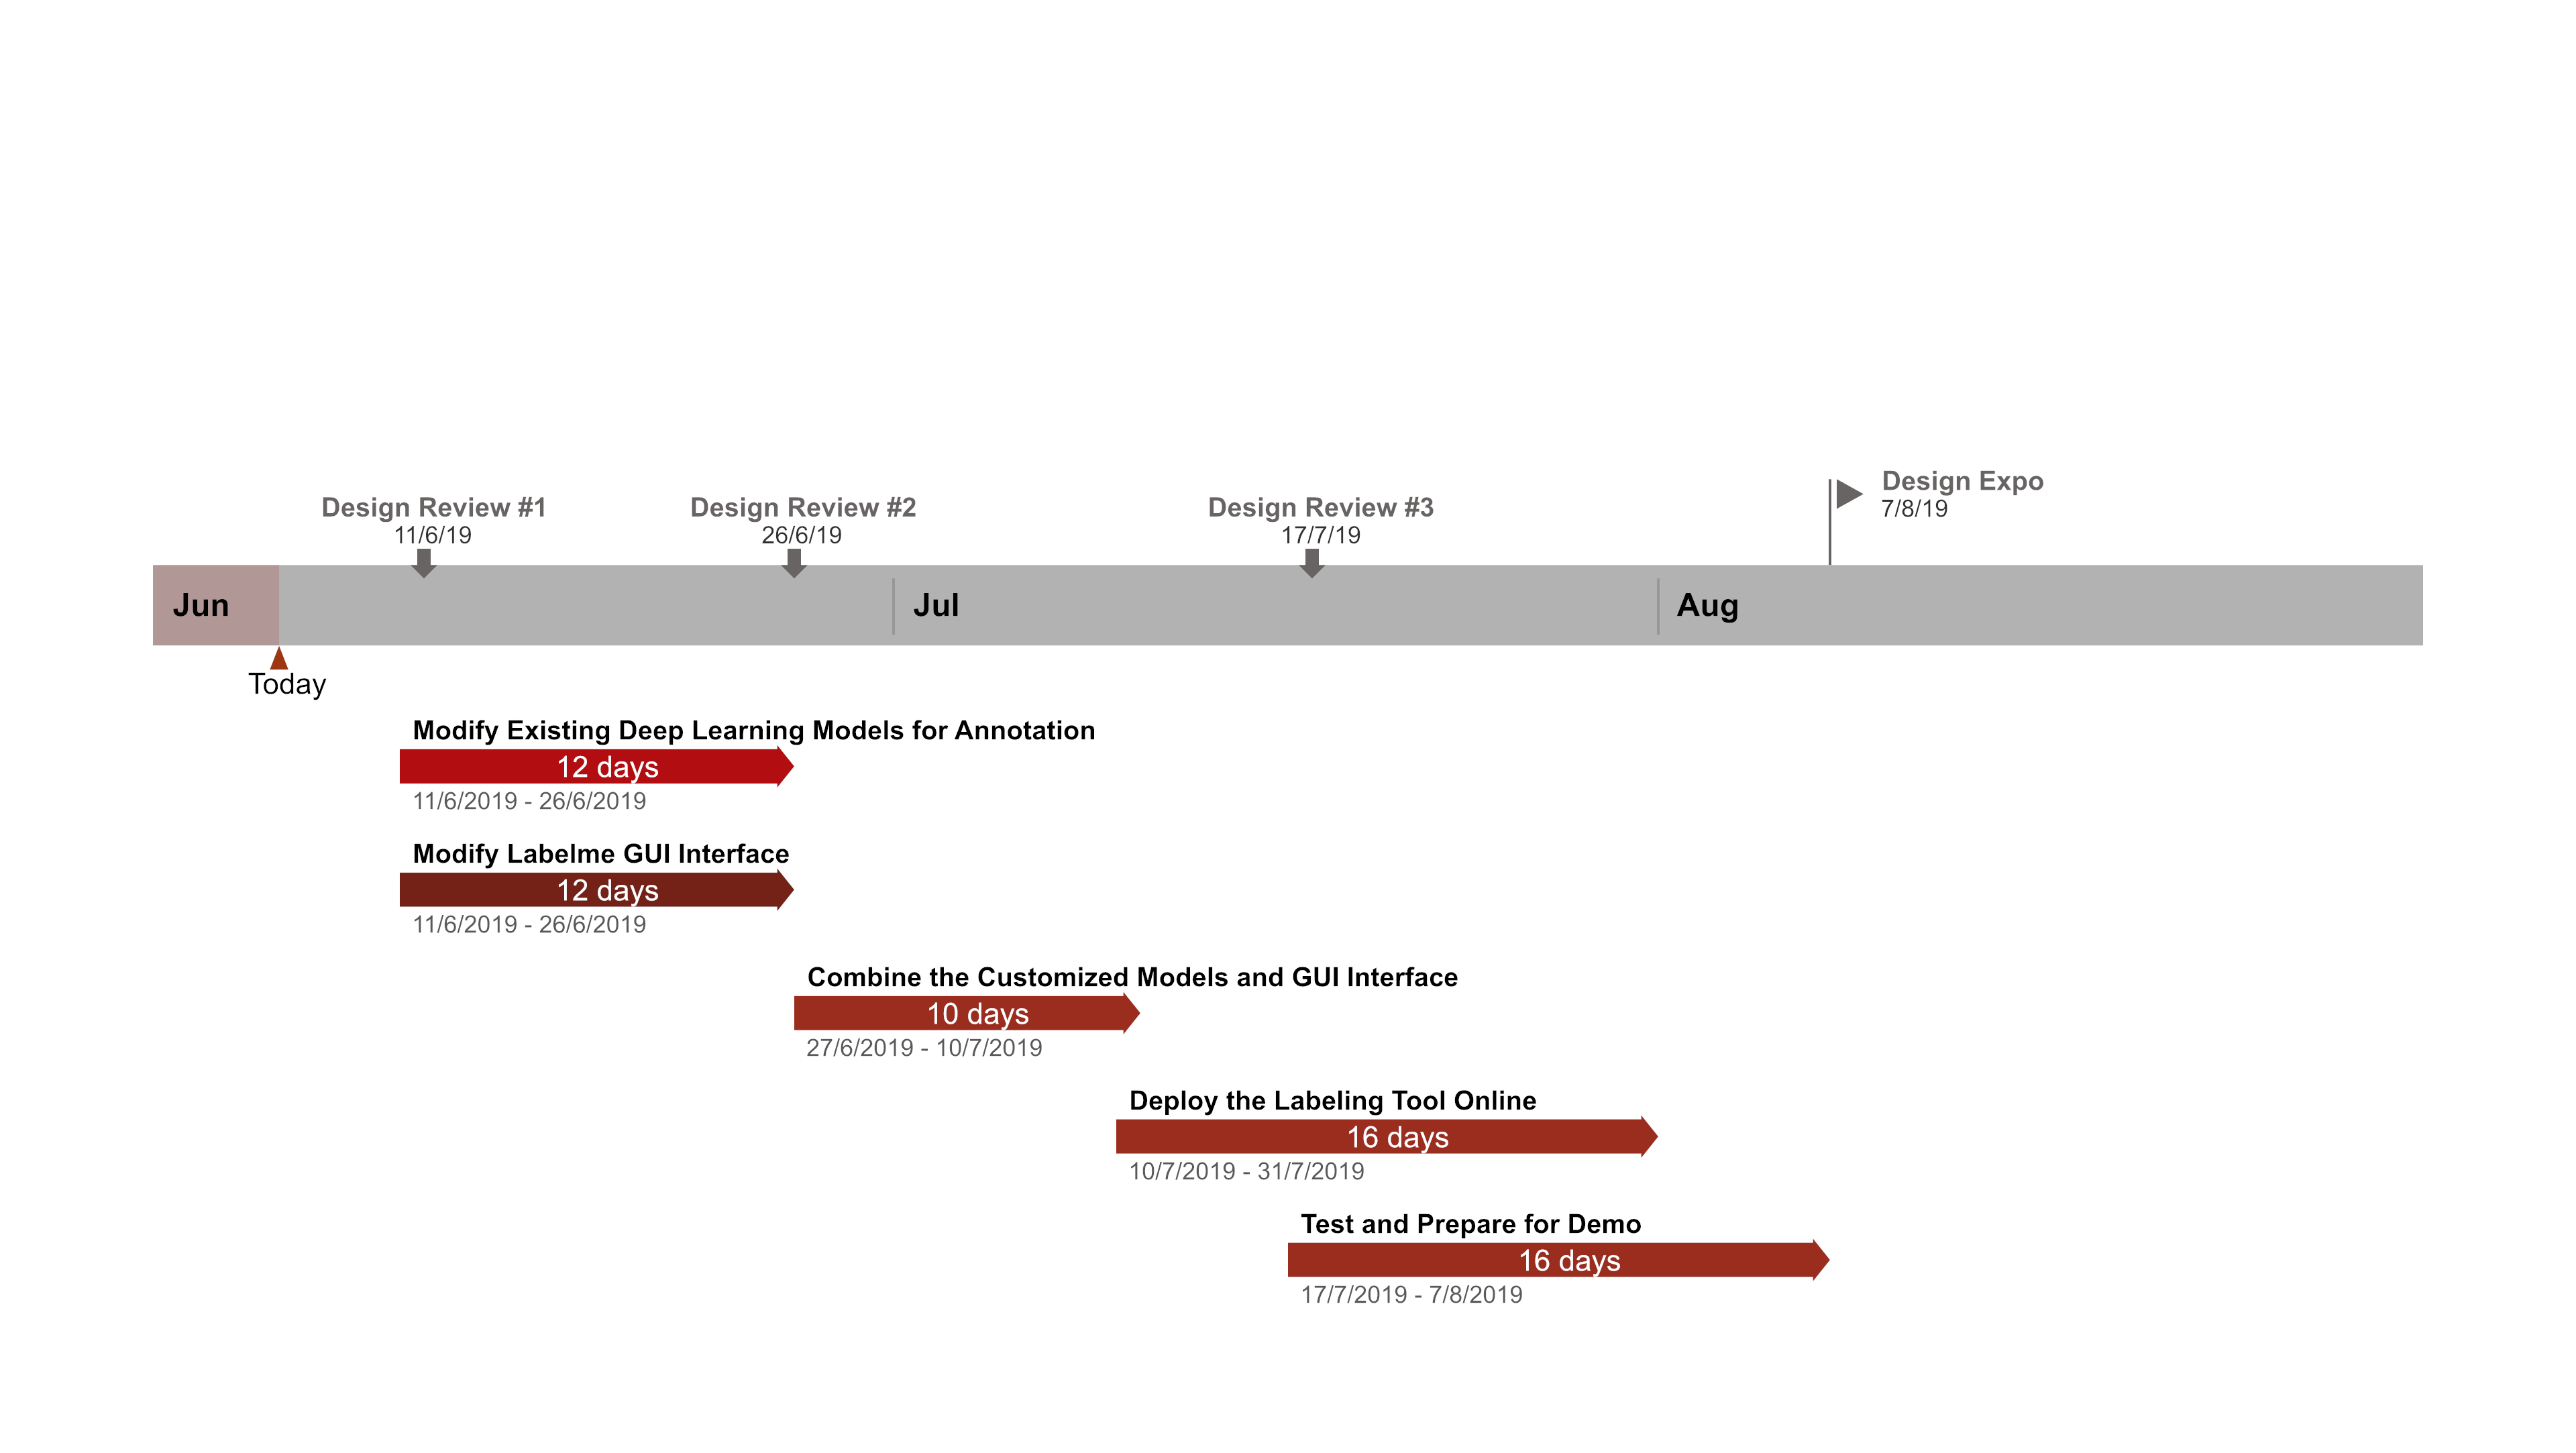 Design Expo
7/8/19
Design Review #1
11/6/19
Design Review #2
26/6/19
Design Review #3
17/7/19
Jun
Jul
Aug
Today
Modify Existing Deep Learning Models for Annotation
12 days
11/6/2019 - 26/6/2019
Modify Labelme GUI Interface
12 days
11/6/2019 - 26/6/2019
Combine the Customized Models and GUI Interface
10 days
27/6/2019 - 10/7/2019
Deploy the Labeling Tool Online
16 days
10/7/2019 - 31/7/2019
Test and Prepare for Demo
16 days
17/7/2019 - 7/8/2019